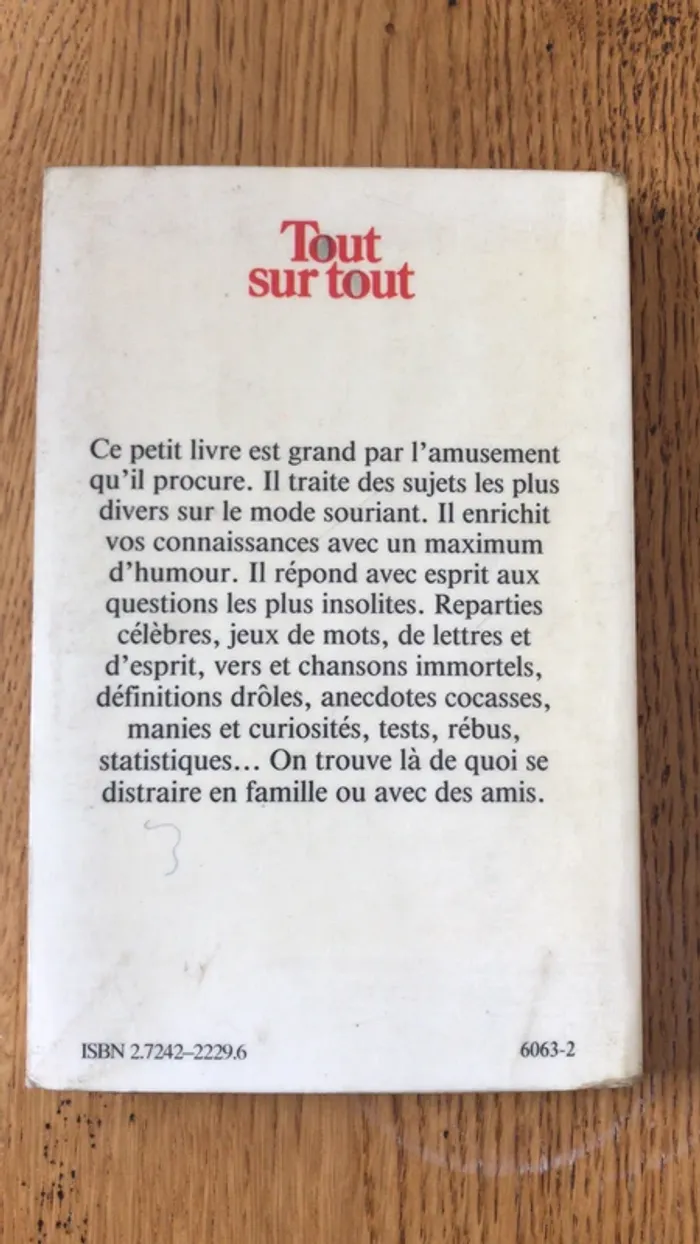 Tout
sur tout
Ce petit livre est grand par l'amusement
qu'il procure. Il traite des sujets les plus
divers sur le mode souriant. Il enrichit
vos connaissances avec un maximum
d'humour. Il répond avec esprit aux
questions les plus insolites. Reparties
célèbres, jeux de mots, de lettres et
d'esprit, vers et chansons immortels,
définitions drôles, anecdotes cocasses,
manies et curiosités, tests, rébus,
statistiques... On trouve là de quoi se
distraire en famille ou avec des amis.
3
ISBN 2.7242–2229.6 6063-2